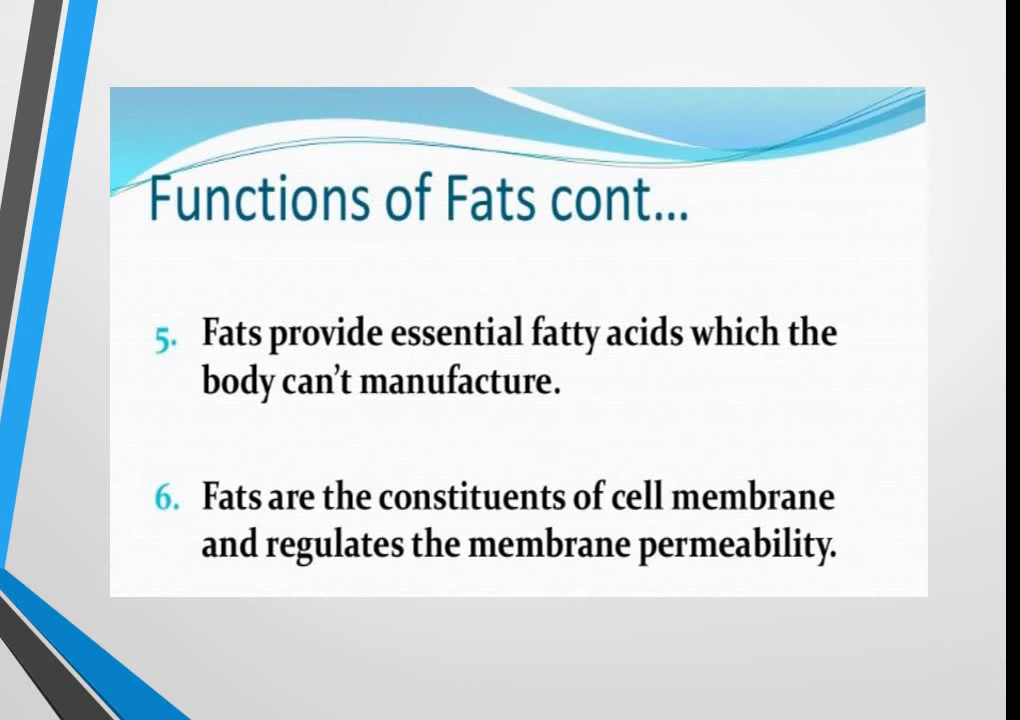 Functions of Fats cont...
5. Fats provide essential fatty acids which the
body can’t manufacture.
6. Fats are the constituents of cell membrane
and regulates the membrane permeability.